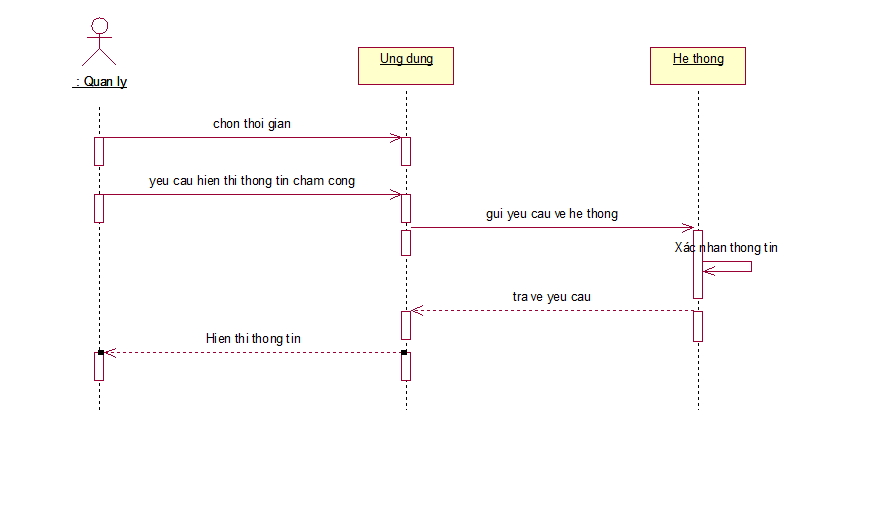 Ung dung
He thong
: Quan ly
chon thoi gian
yeu cau hien thi thong tin cham cong
gui yeu cau ve he thong
Xác nhan thong tin
tra ve yeu cau
Hien thi thong tin